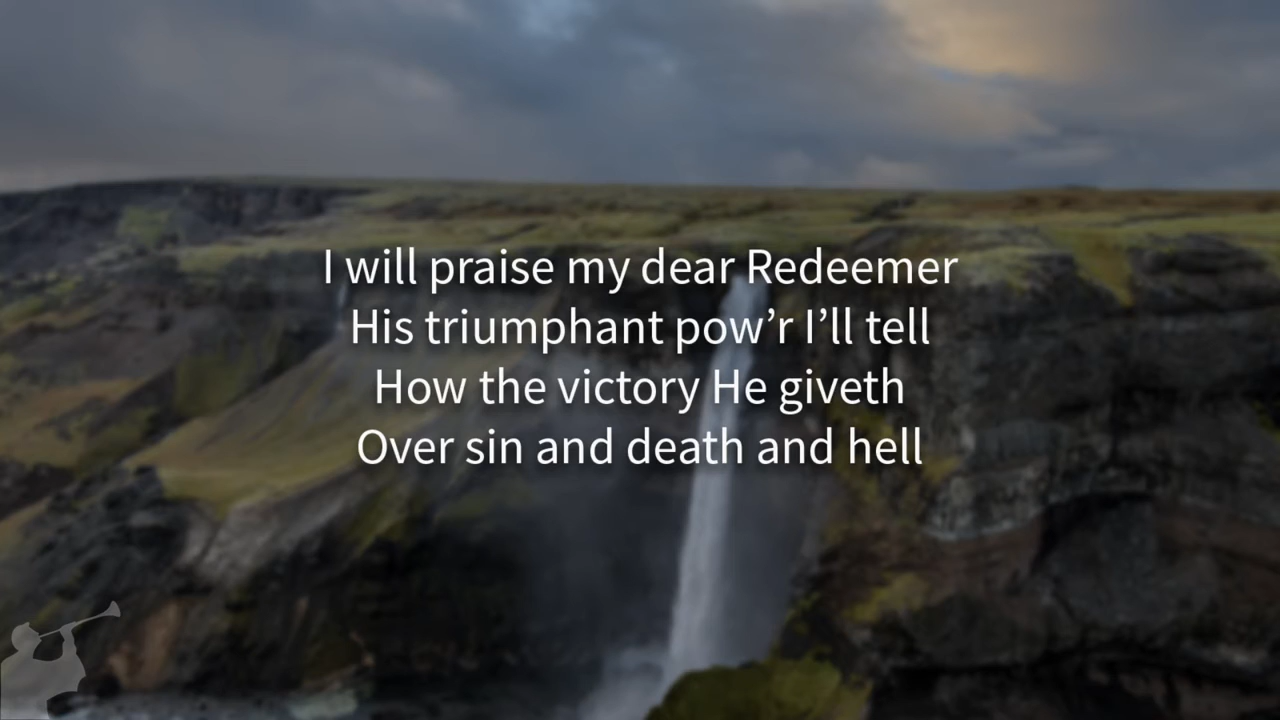 I will praise my dear Redeemer
His triumphant pow’r I’ll tell
How the victory He giveth
Over sin and death and hell